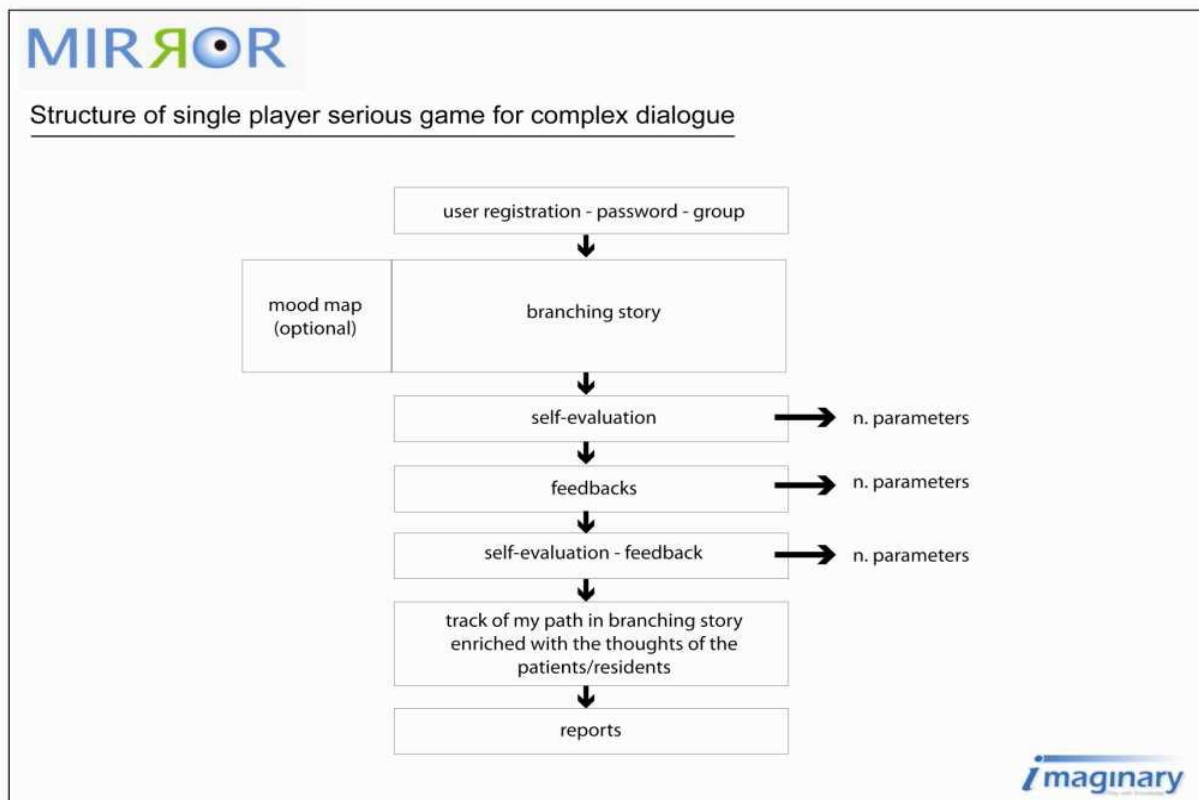 MIRROR
Structure of single player serious game for complex dialogue
user registration - password - group
mood map
(optional)
branching story
self-evaluation
n. parameters
feedbacks
n. parameters
self-evaluation - feedback
n. parameters
track of my path in branching story
enriched with the thoughts of the
patients/residents
reports
imaginary